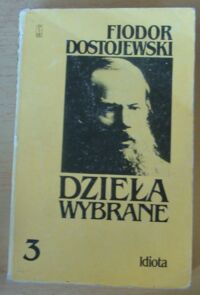 FIODOR
DOSTOJEWSKI
DZIEŁA
WYBRANE
3
Idiota